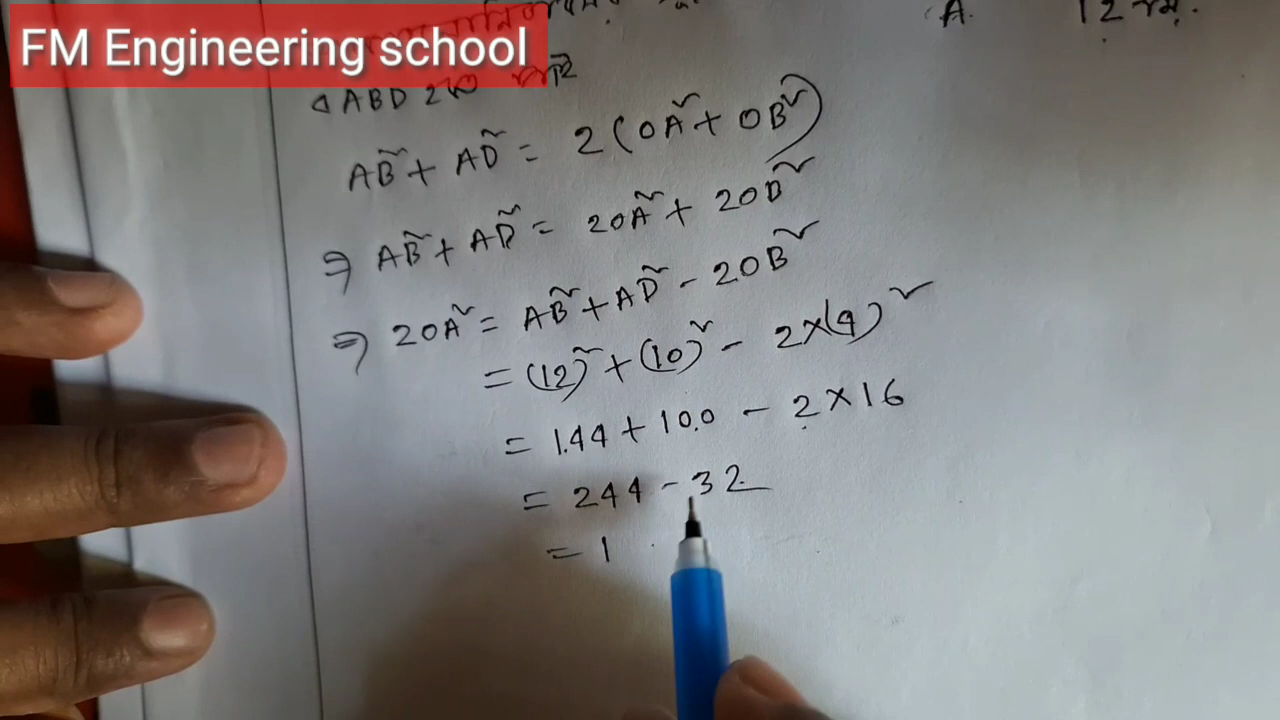 FM Engineering school
A 12 সে.
ABD হতে পাই
AB² + AD² = 2(OA² + OB²)
⇒ AB² + AD² = 2OA² + 2OB²
⇒ 2OA² = AB² + AD² - 2OB²
= (12)² + (10)² - 2×(4)²
= 144 + 100 - 2×16
= 244 - 32
= 1